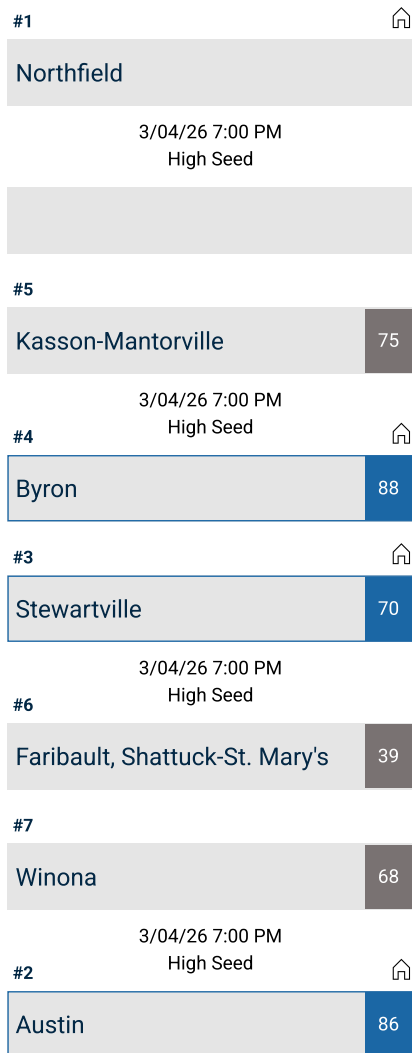 #1
Northfield
3/04/26 7:00 PM
High Seed
#5
Kasson-Mantorville
75
3/04/26 7:00 PM
High Seed
#4
Byron
88
#3
Stewartville
70
3/04/26 7:00 PM
High Seed
#6
Faribault, Shattuck-St. Mary's
39
#7
Winona
68
3/04/26 7:00 PM
High Seed
#2
Austin
86